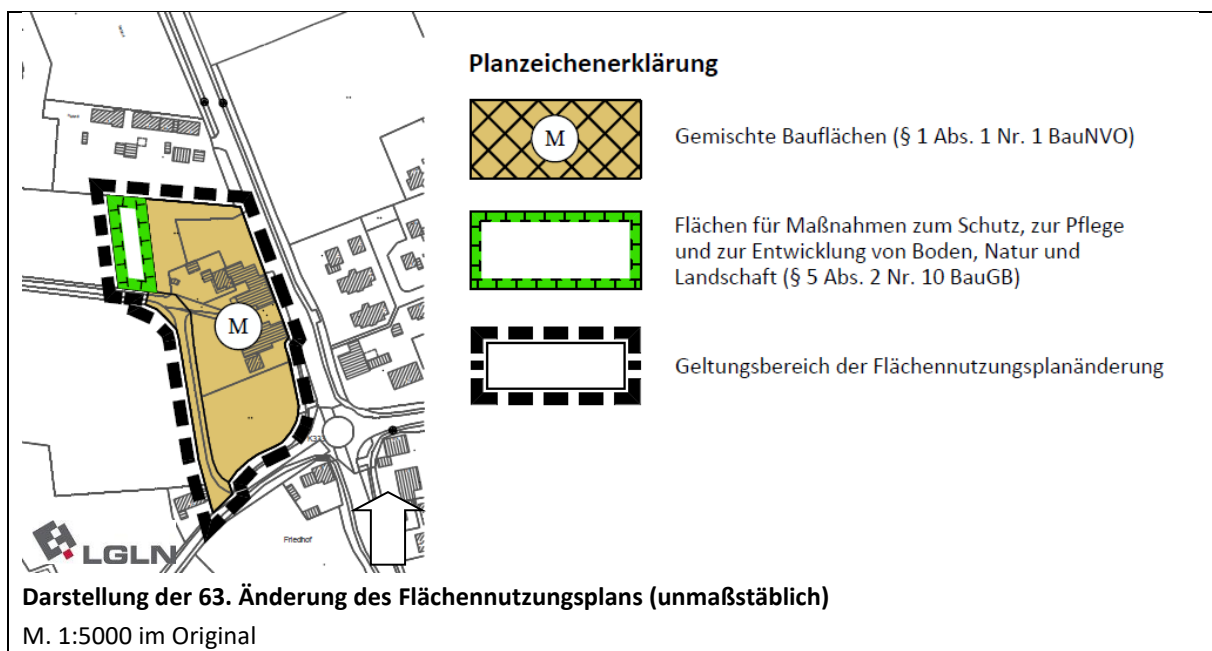 Planzeichenerklärung
M
Gemischte Bauflächen (§ 1 Abs. 1 Nr. 1 BauNVO)
Flächen für Maßnahmen zum Schutz, zur Pflege
und zur Entwicklung von Boden, Natur und
Landschaft (§ 5 Abs. 2 Nr. 10 BauGB)
M
Geltungsbereich der Flächennutzungsplanänderung
Friedhof
LGLN
Darstellung der 63. Änderung des Flächennutzungsplans (unmaßstäblich)
M. 1:5000 im Original